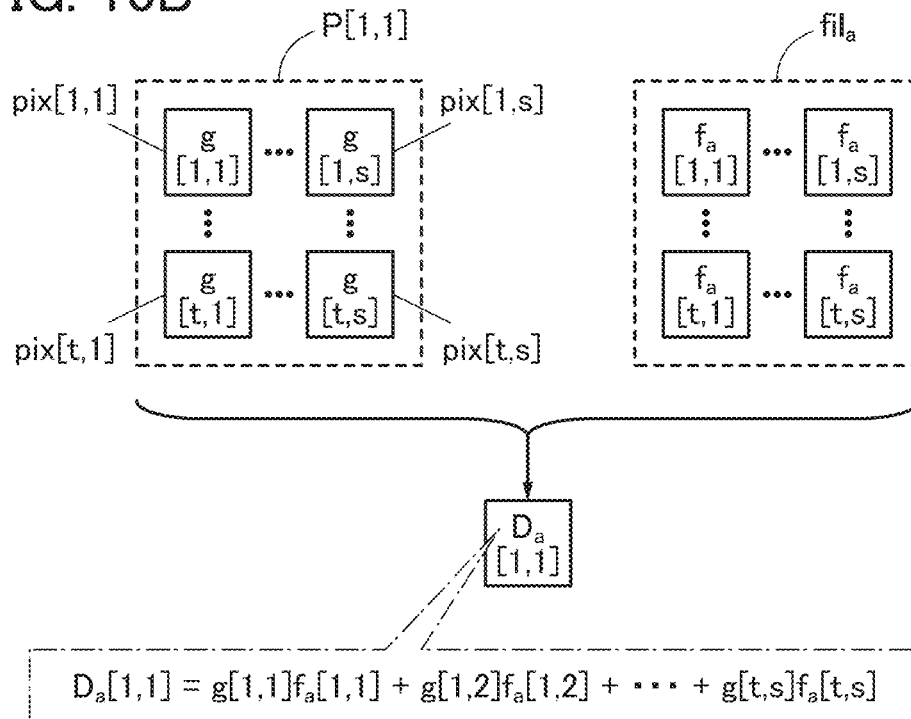 P[1,1]
fil_a
pix[1,1]
pix[1,s]
g
[1,1]
...
g
[1,s]
f_a
[1,1]
...
f_a
[1,s]
g
[t,1]
...
g
[t,s]
f_a
[t,1]
...
f_a
[t,s]
pix[t,1]
pix[t,s]
D_a
[1,1]
D_a[1,1] = g[1,1]f_a[1,1] + g[1,2]f_a[1,2] + ··· + g[t,s]f_a[t,s]